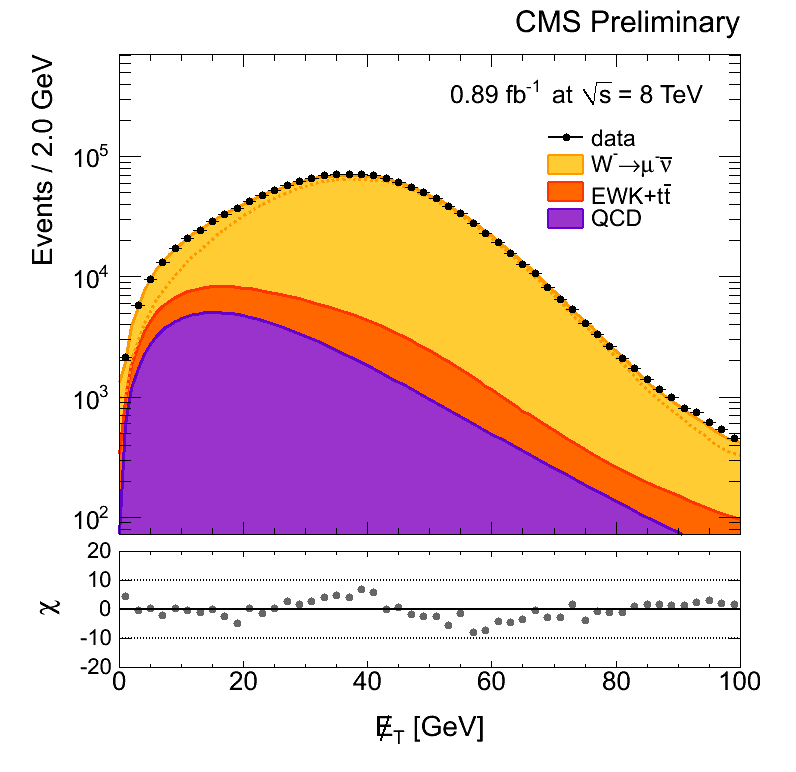 CMS Preliminary
0.89 fb⁻¹ at √s = 8 TeV
data
W⁻→μ⁻ν̅
EWK+tt̄
QCD
Events / 2.0 GeV
10⁵
10⁴
10³
10²
χ
20
10
0
-10
-20
0 20 40 60 80 100
E̸_T [GeV]